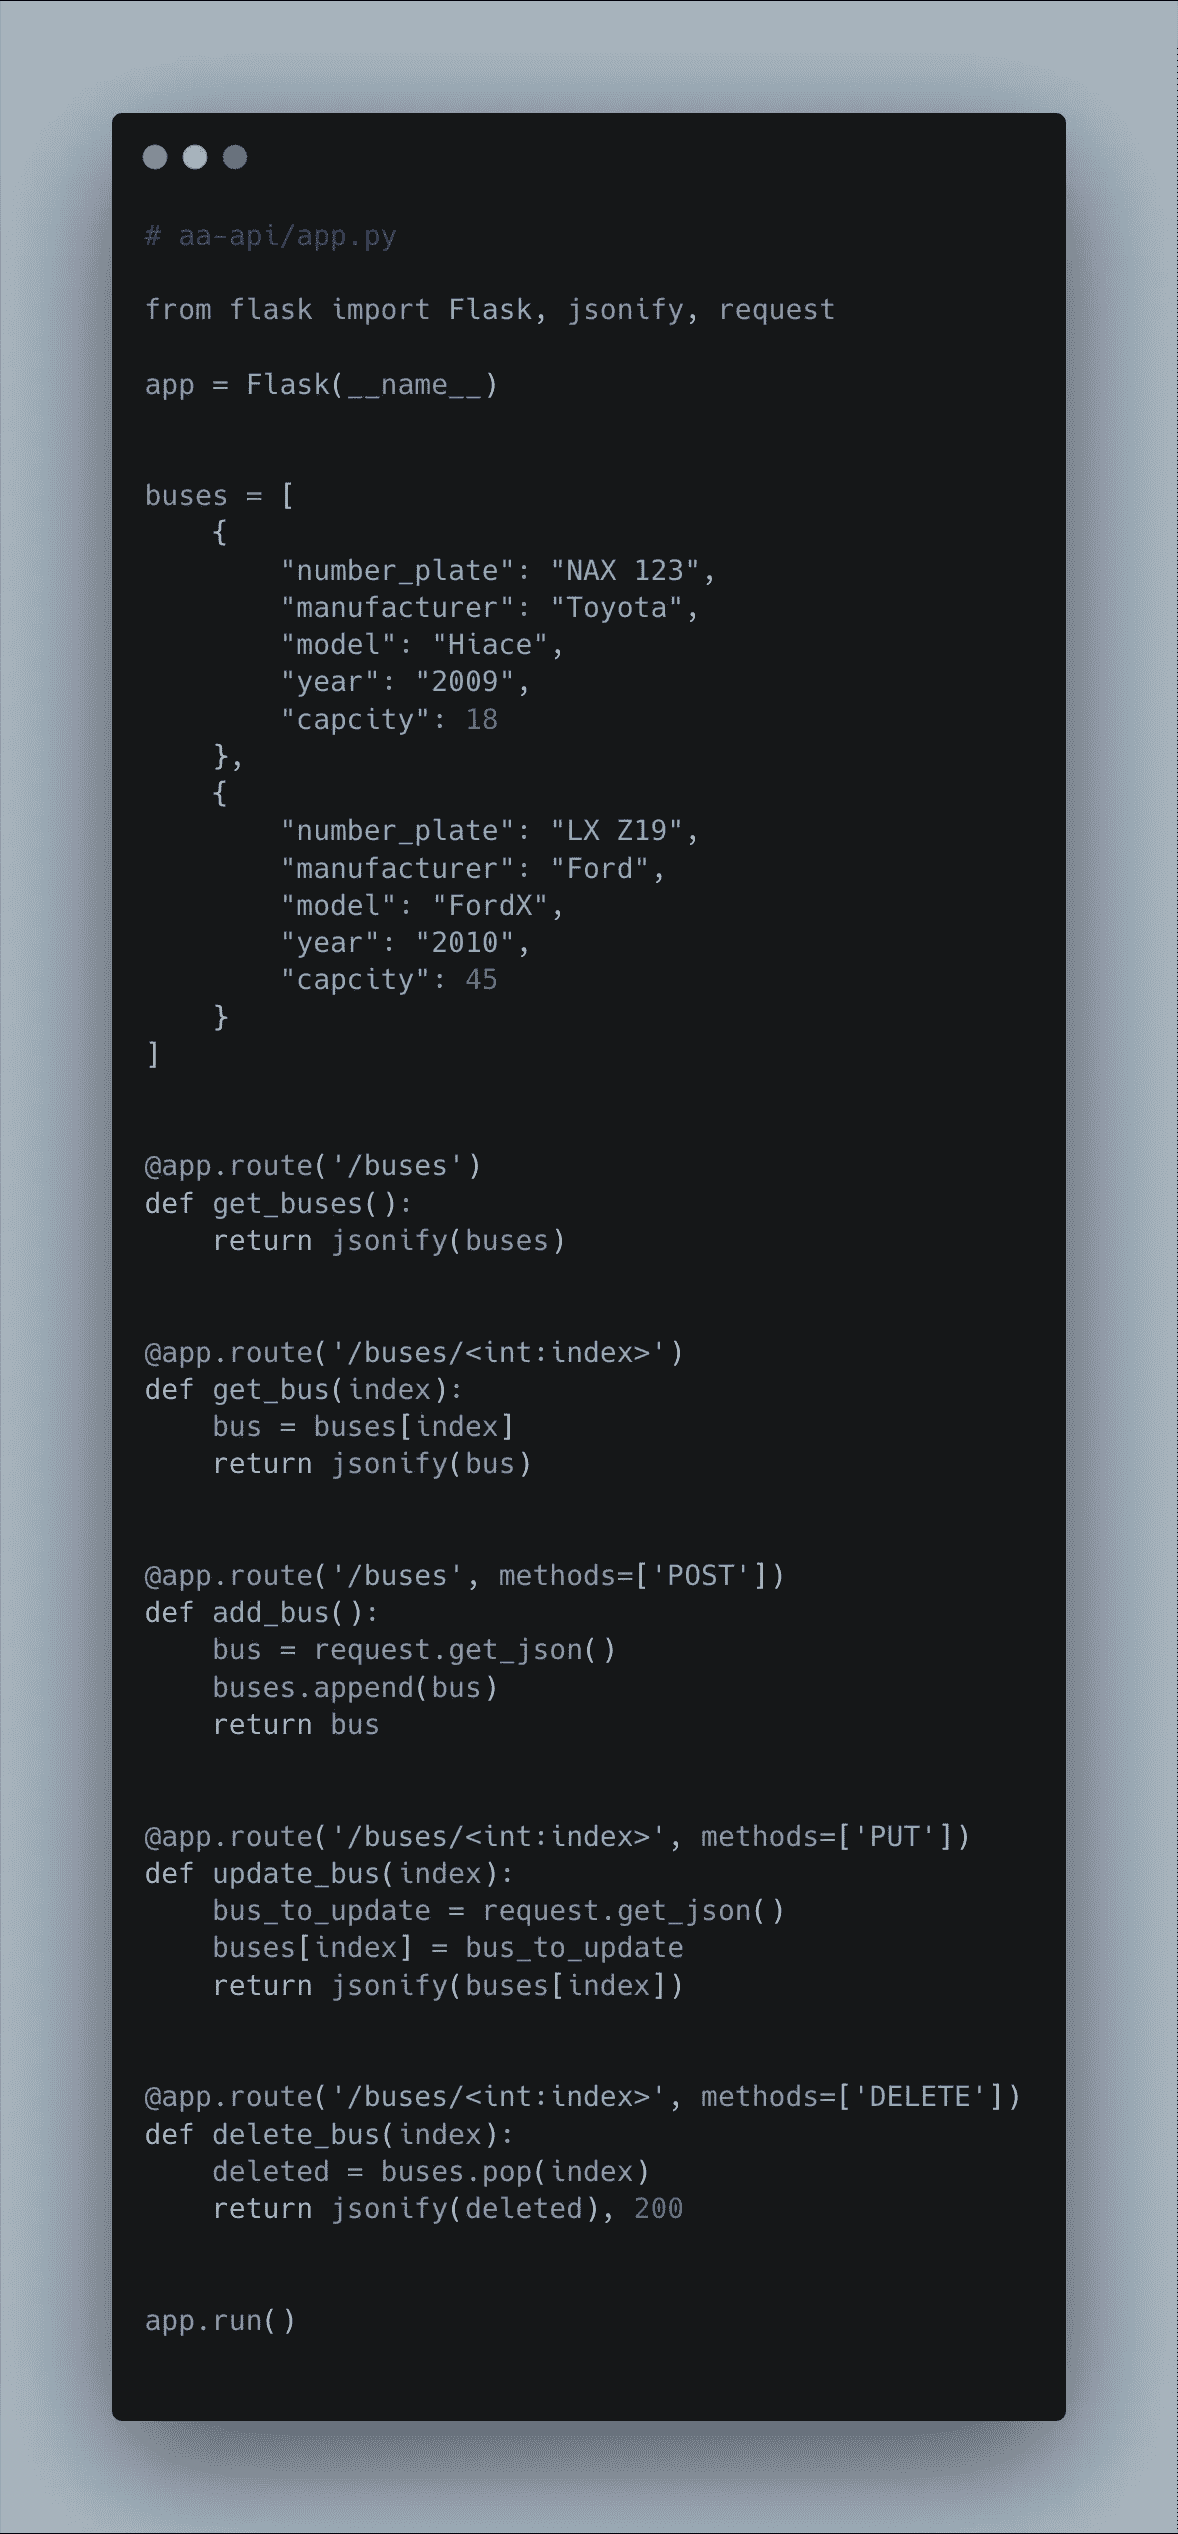 # aa-api/app.py
from flask import Flask, jsonify, request
app = Flask(__name__)
buses = [
    {
        "number_plate": "NAX 123",
        "manufacturer": "Toyota",
        "model": "Hiace",
        "year": "2009",
        "capcity": 18
    },
    {
        "number_plate": "LX Z19",
        "manufacturer": "Ford",
        "model": "FordX",
        "year": "2010",
        "capcity": 45
    }
]
@app.route('/buses')
def get_buses():
    return jsonify(buses)
@app.route('/buses/<int:index>')
def get_bus(index):
    bus = buses[index]
    return jsonify(bus)
@app.route('/buses', methods=['POST'])
def add_bus():
    bus = request.get_json()
    buses.append(bus)
    return bus
@app.route('/buses/<int:index>', methods=['PUT'])
def update_bus(index):
    bus_to_update = request.get_json()
    buses[index] = bus_to_update
    return jsonify(buses[index])
@app.route('/buses/<int:index>', methods=['DELETE'])
def delete_bus(index):
    deleted = buses.pop(index)
    return jsonify(deleted), 200
app.run()